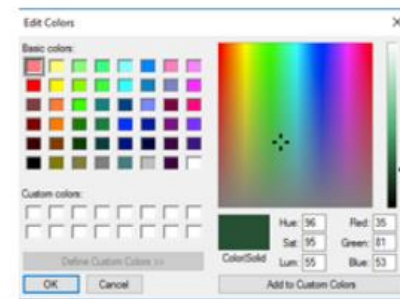 Edit Colors
Basic colors:
Custom colors:
Define Custom Colors >>
OK Cancel
Color|Solid
Hue: 96 Red: 35
Sat: 95 Green: 81
Lum: 55 Blue: 53
Add to Custom Colors